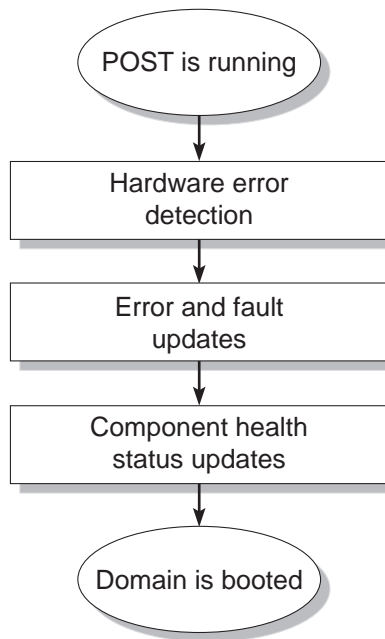 POST is running
Hardware error
detection
Error and fault
updates
Component health
status updates
Domain is booted